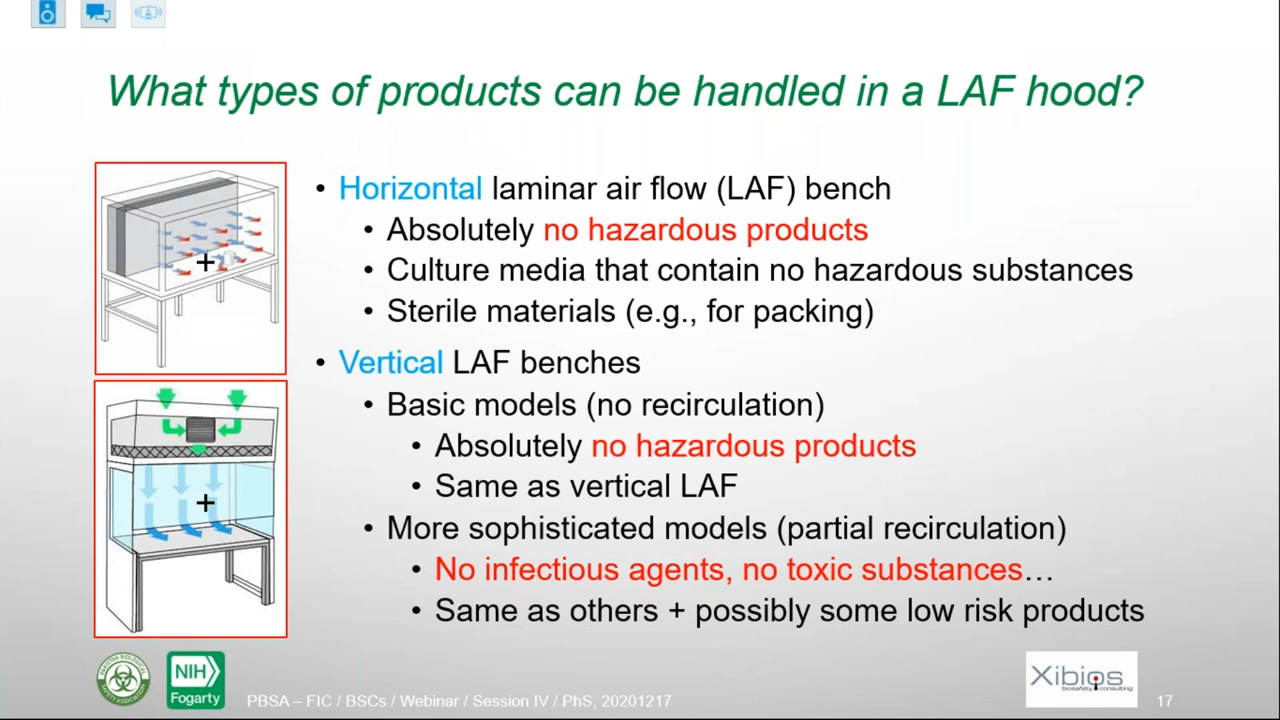 What types of products can be handled in a LAF hood?
• Horizontal laminar air flow (LAF) bench
• Absolutely no hazardous products
• Culture media that contain no hazardous substances
• Sterile materials (e.g., for packing)
• Vertical LAF benches
• Basic models (no recirculation)
• Absolutely no hazardous products
• Same as vertical LAF
• More sophisticated models (partial recirculation)
• No infectious agents, no toxic substances…
• Same as others + possibly some low risk products
+
+
NIH
Fogarty
PBSA – FIC / BSCs / Webinar / Session IV / PhS, 20201217
Xibios
biosafety consulting
17